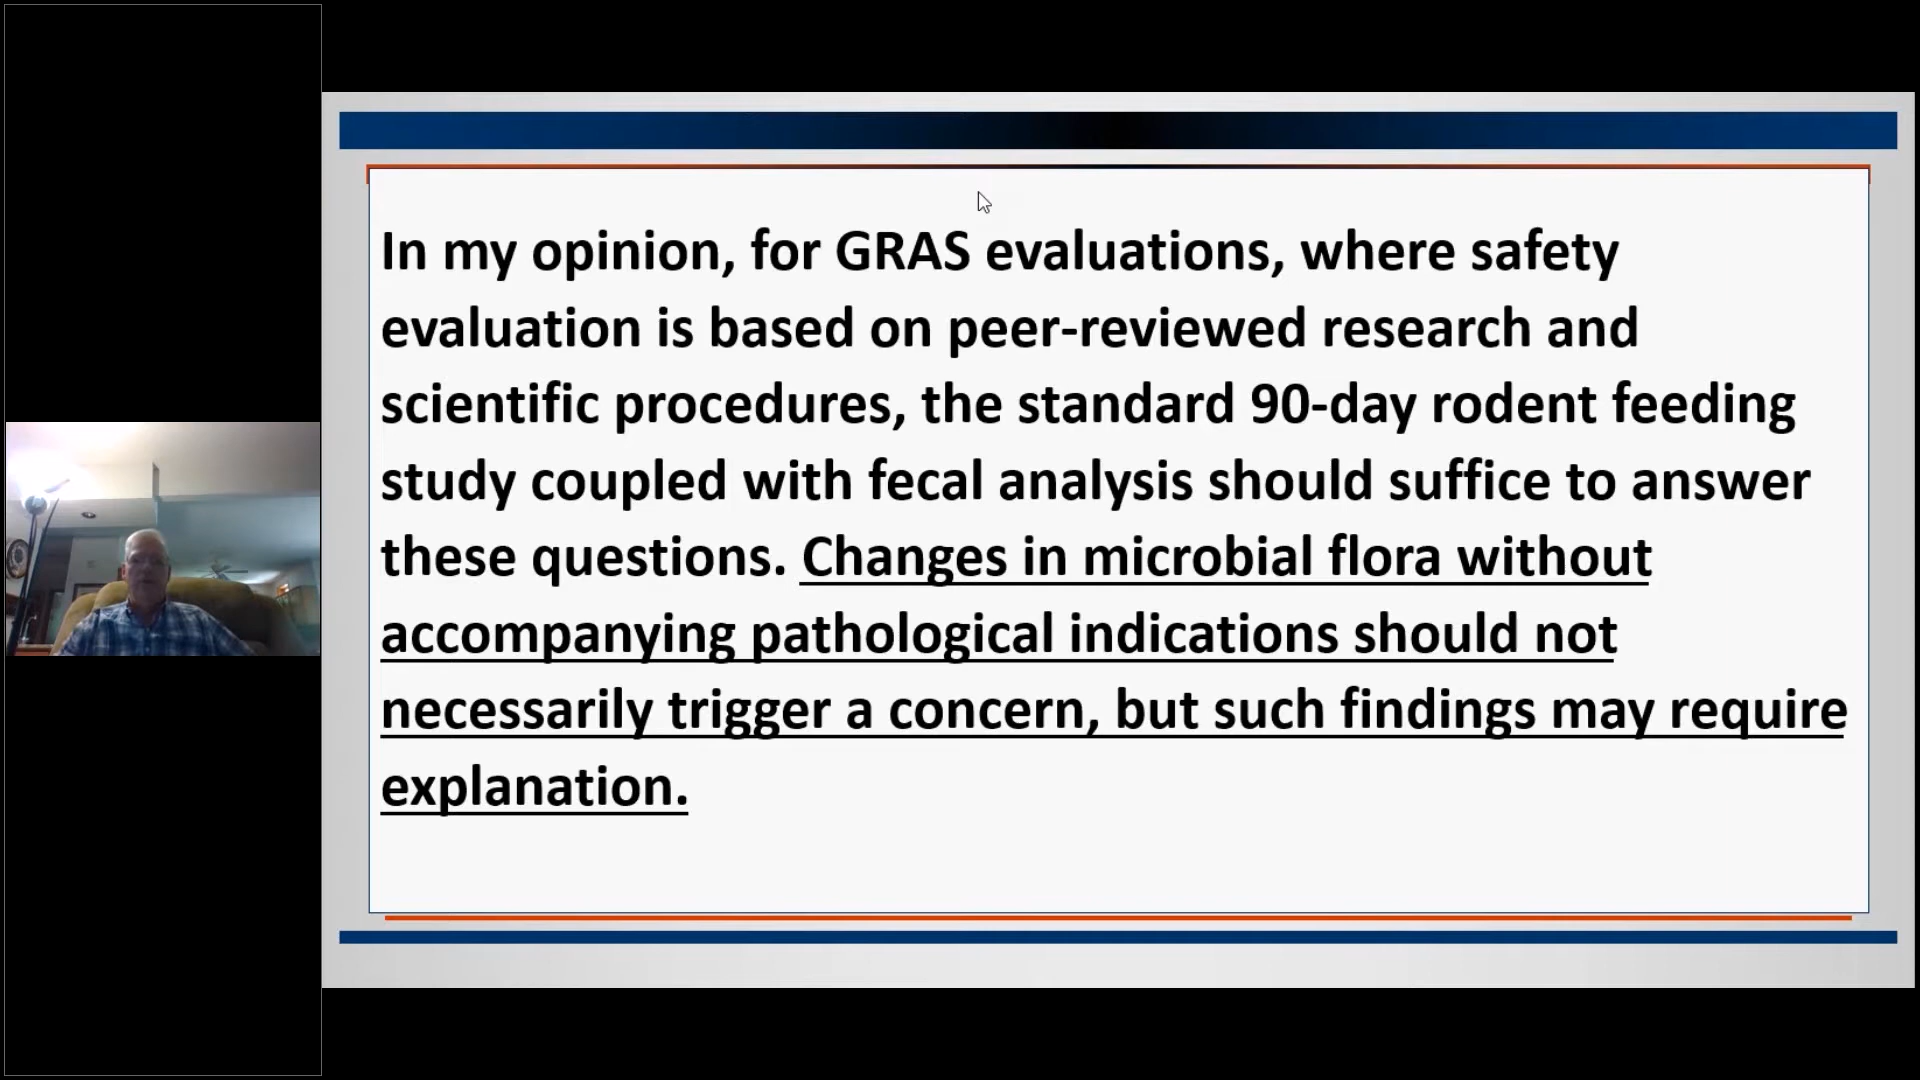 In my opinion, for GRAS evaluations, where safety
evaluation is based on peer-reviewed research and
scientific procedures, the standard 90-day rodent feeding
study coupled with fecal analysis should suffice to answer
these questions. Changes in microbial flora without
accompanying pathological indications should not
necessarily trigger a concern, but such findings may require
explanation.